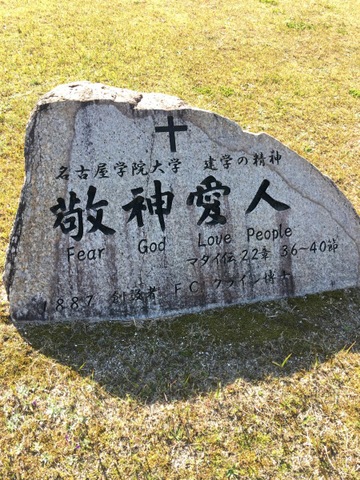 名古屋学院大学 建学の精神
敬神愛人
Fear God Love People
マタイ伝22章 36~40節
1887 創設者 F.C クライン博士